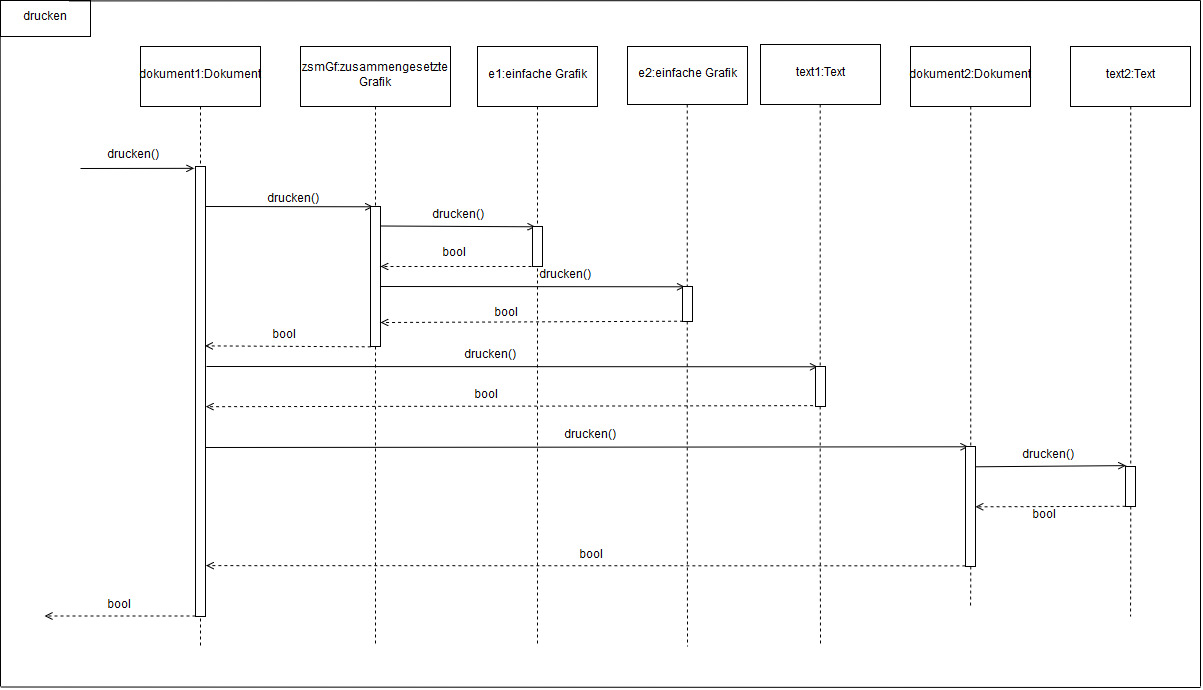 drucken
dokument1:Dokument
zsmGf:zusammengesetzte
Grafik
e1:einfache Grafik
e2:einfache Grafik
text1:Text
dokument2:Dokument
text2:Text
drucken()
drucken()
drucken()
bool
drucken()
bool
bool
drucken()
bool
drucken()
drucken()
bool
bool
bool